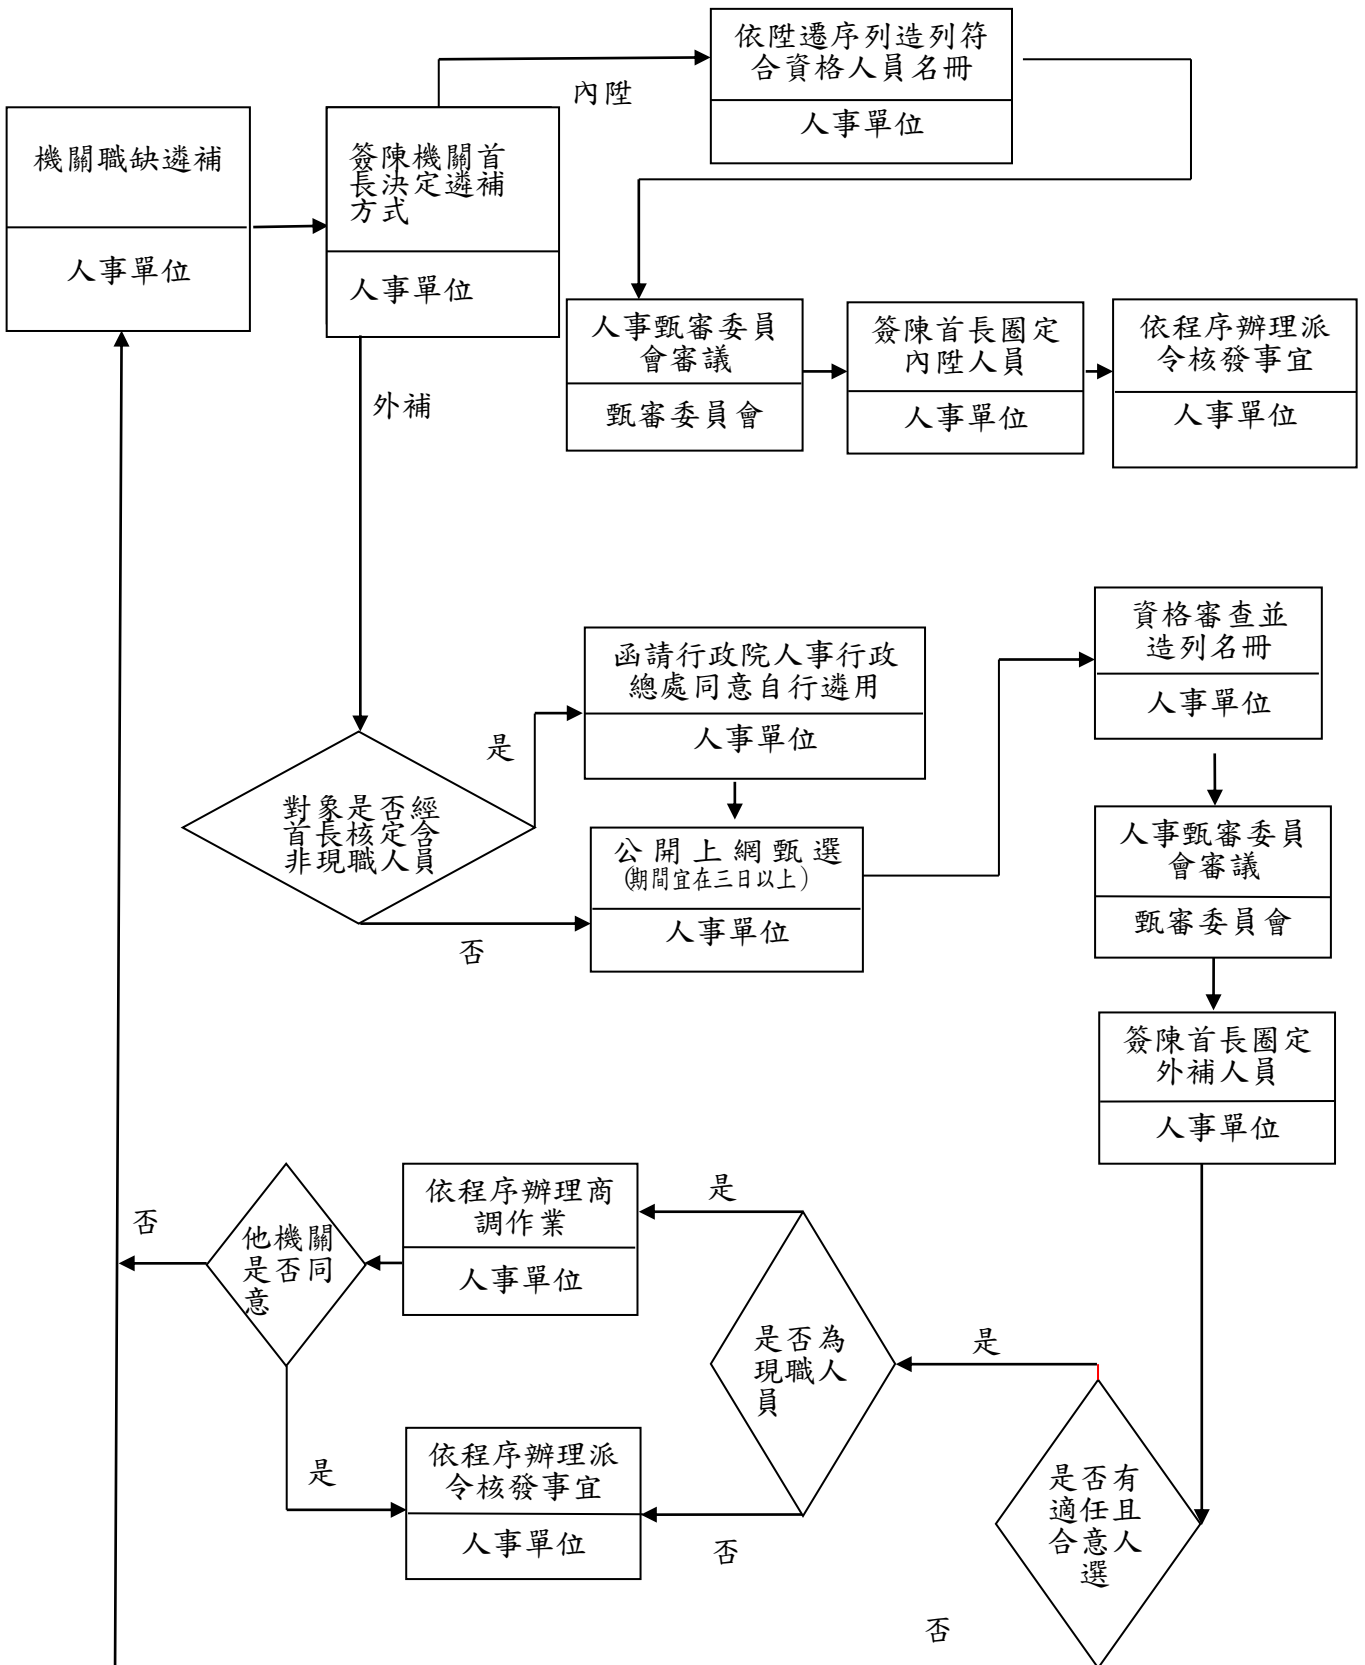 依陞遷序列造列符
合資格人員名冊
人事單位
內陞
機關職缺遴補
人事單位
簽陳機關首
長決定遴補
方式
人事單位
人事甄審委員
會審議
甄審委員會
簽陳首長圈定
內陞人員
人事單位
依程序辦理派
令核發事宜
人事單位
外補
函請行政院人事行政
總處同意自行遴用
人事單位
資格審查並
造列名冊
人事單位
是
對象是否經
首長核定含
非現職人員
公開上網甄選
(期間宜在三日以上)
人事單位
否
人事甄審委員
會審議
甄審委員會
簽陳首長圈定
外補人員
人事單位
否
他機關
是否同
意
依程序辦理商
調作業
人事單位
是
是否為
現職人
員
是
是
依程序辦理派
令核發事宜
人事單位
否
是否有
適任且
合意人
選
否